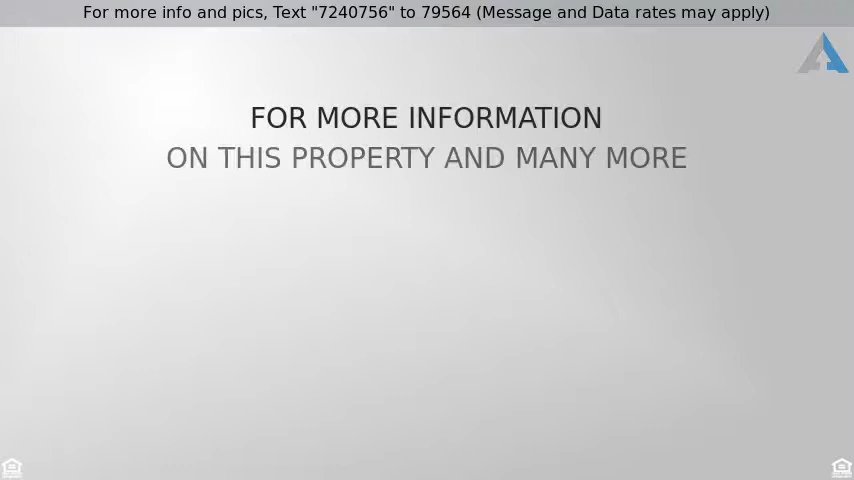 For more info and pics, Text "7240756" to 79564 (Message and Data rates may apply)
FOR MORE INFORMATION
ON THIS PROPERTY AND MANY MORE